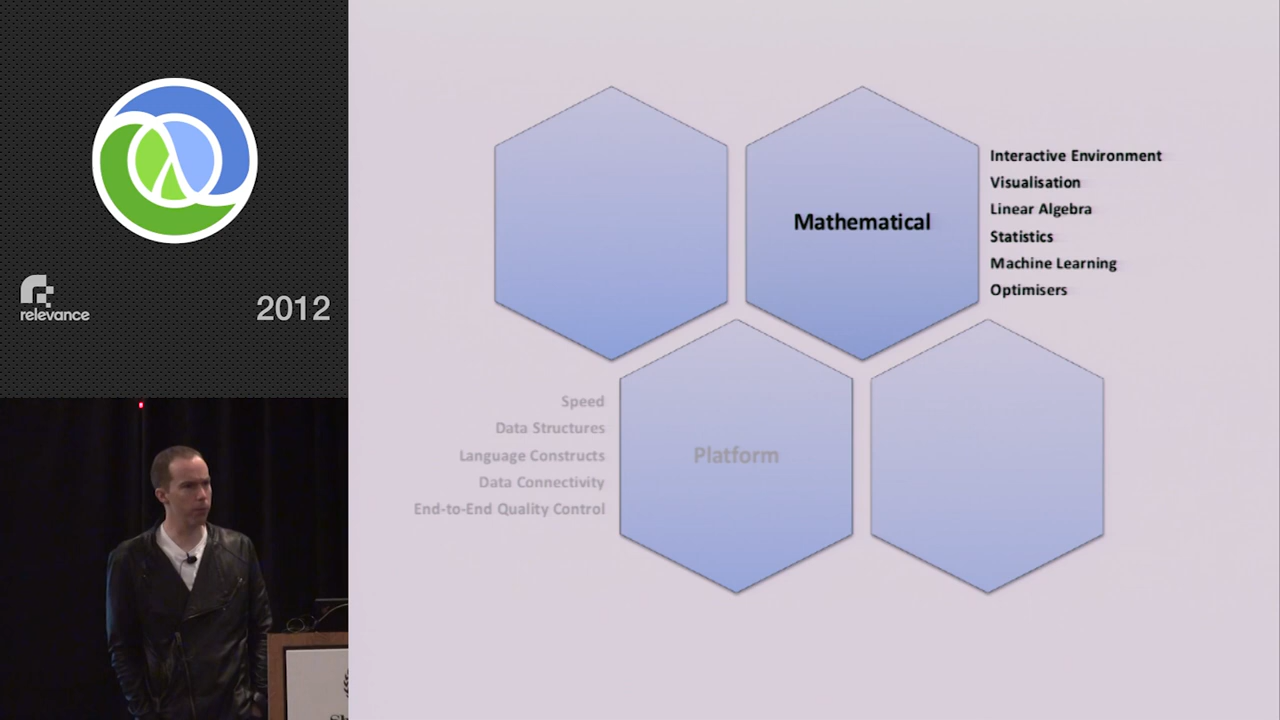 relevance
2012
Mathematical
Interactive Environment
Visualisation
Linear Algebra
Statistics
Machine Learning
Optimisers
Platform
Speed
Data Structures
Language Constructs
Data Connectivity
End-to-End Quality Control